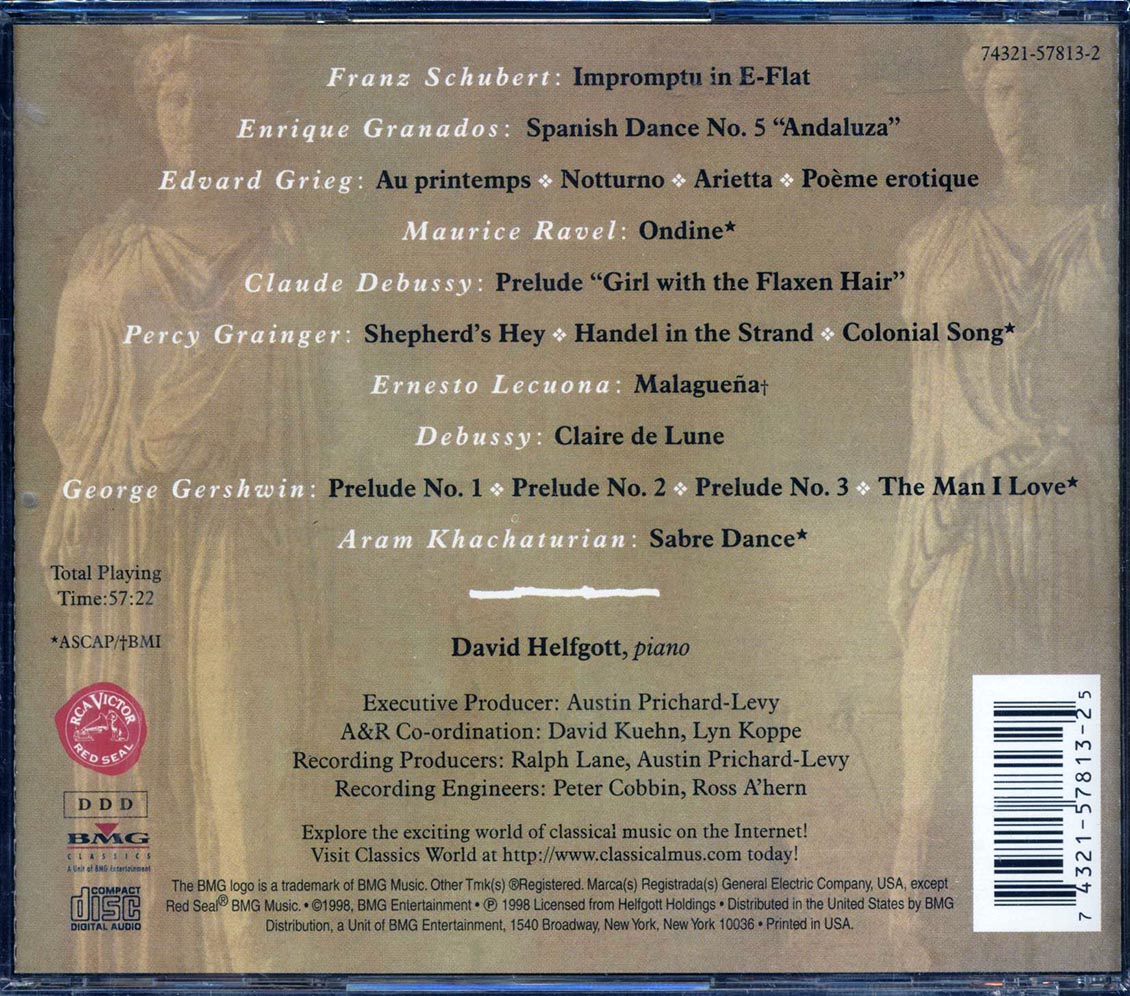 74321-57813-2
Franz Schubert: Impromptu in E-Flat
Enrique Granados: Spanish Dance No. 5 “Andaluza”
Edvard Grieg: Au printemps ❖ Notturno ❖ Arietta ❖ Poème erotique
Maurice Ravel: Ondine★
Claude Debussy: Prelude “Girl with the Flaxen Hair”
Percy Grainger: Shepherd’s Hey ❖ Handel in the Strand ❖ Colonial Song★
Ernesto Lecuona: Malagueña†
Debussy: Claire de Lune
George Gershwin: Prelude No. 1 ❖ Prelude No. 2 ❖ Prelude No. 3 ❖ The Man I Love★
Aram Khachaturian: Sabre Dance★
Total Playing
Time:57:22
★ASCAP/†BMI
David Helfgott, piano
Executive Producer: Austin Prichard-Levy
A&R Co-ordination: David Kuehn, Lyn Koppe
Recording Producers: Ralph Lane, Austin Prichard-Levy
Recording Engineers: Peter Cobbin, Ross A’hern
Explore the exciting world of classical music on the Internet!
Visit Classics World at http://www.classicalmus.com today!
The BMG logo is a trademark of BMG Music. Other Tmk(s) ®Registered. Marca(s) Registrada(s) General Electric Company, USA, except
Red Seal® BMG Music. • ©1998, BMG Entertainment • ℗ 1998 Licensed from Helfgott Holdings • Distributed in the United States by BMG
Distribution, a Unit of BMG Entertainment, 1540 Broadway, New York, New York 10036 • Printed in USA.
RCA VICTOR
RED SEAL
DDD
BMG
CLASSICS
A Unit of BMG Entertainment
COMPACT
disc
DIGITAL AUDIO
7 4321-57813-2 5